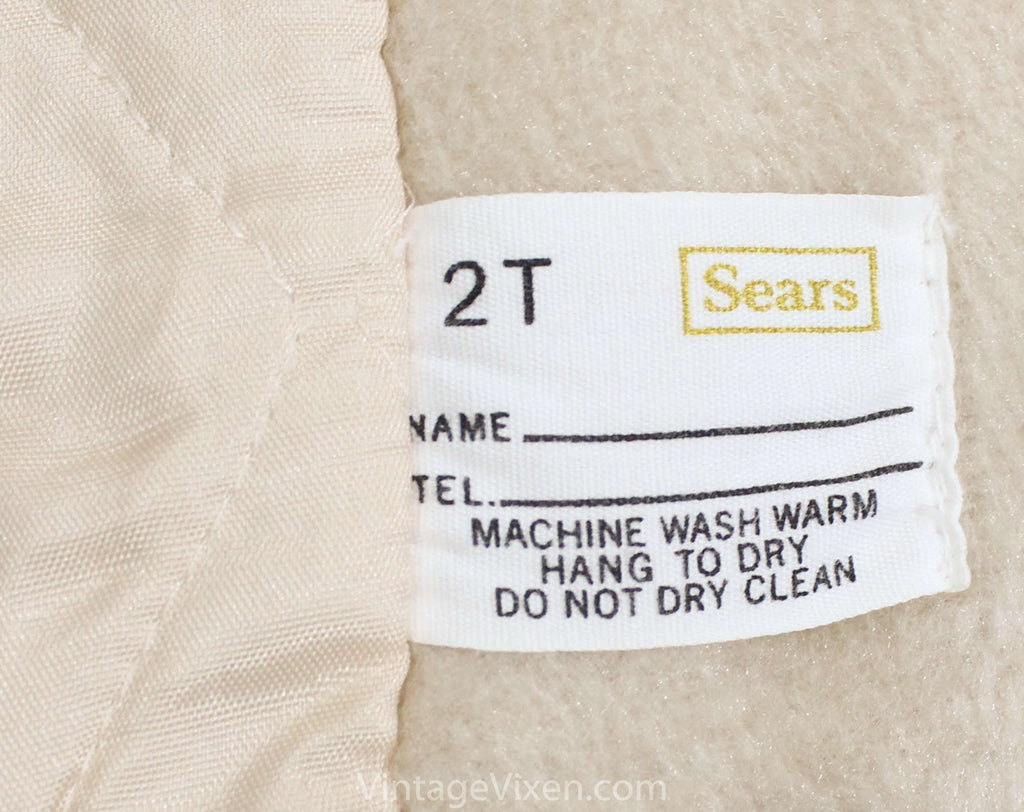 2T
Sears
NAME
TEL.
MACHINE WASH WARM
HANG TO DRY
DO NOT DRY CLEAN
VintageVixen.com